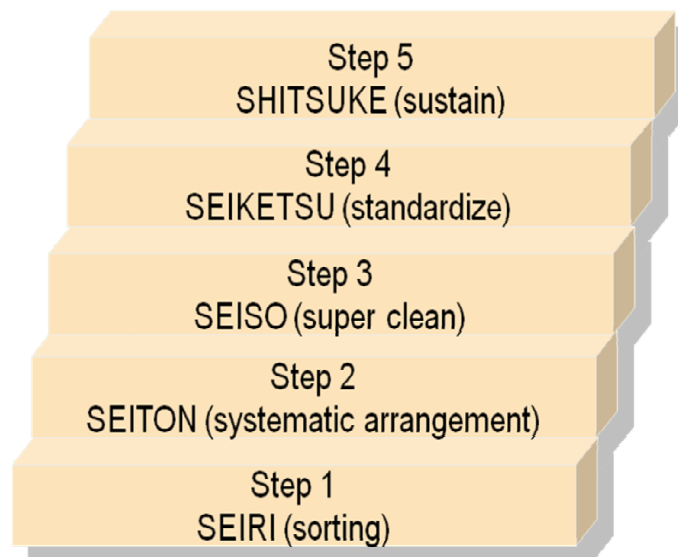 Step 5
SHITSUKE (sustain)
Step 4
SEIKETSU (standardize)
Step 3
SEISO (super clean)
Step 2
SEITON (systematic arrangement)
Step 1
SEIRI (sorting)